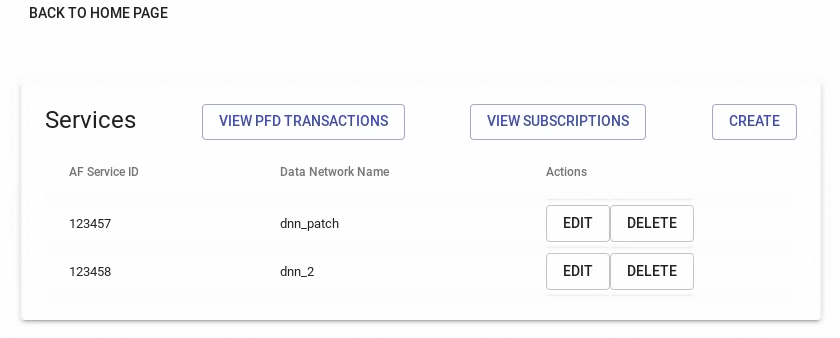 BACK TO HOME PAGE
Services VIEW PFD TRANSACTIONS VIEW SUBSCRIPTIONS CREATE
AF Service ID Data Network Name Actions
123457 dnn_patch EDIT DELETE
123458 dnn_2 EDIT DELETE